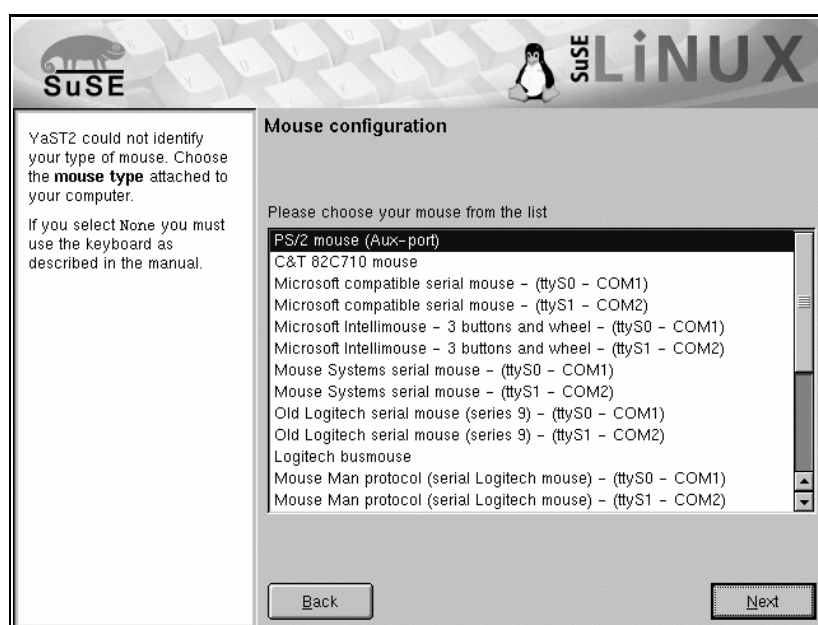 SuSE
SuSE LiNUX
YaST2 could not identify
your type of mouse. Choose
the mouse type attached to
your computer.
If you select None you must
use the keyboard as
described in the manual.
Mouse configuration
Please choose your mouse from the list
PS/2 mouse (Aux-port)
C&T 82C710 mouse
Microsoft compatible serial mouse - (ttyS0 - COM1)
Microsoft compatible serial mouse - (ttyS1 - COM2)
Microsoft Intellimouse - 3 buttons and wheel - (ttyS0 - COM1)
Microsoft Intellimouse - 3 buttons and wheel - (ttyS1 - COM2)
Mouse Systems serial mouse - (ttyS0 - COM1)
Mouse Systems serial mouse - (ttyS1 - COM2)
Old Logitech serial mouse (series 9) - (ttyS0 - COM1)
Old Logitech serial mouse (series 9) - (ttyS1 - COM2)
Logitech busmouse
Mouse Man protocol (serial Logitech mouse) - (ttyS0 - COM1)
Mouse Man protocol (serial Logitech mouse) - (ttyS1 - COM2)
Back
Next